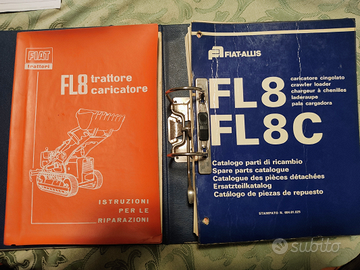 FIAT
trattori
FL8 trattore
caricatore
ISTRUZIONI
PER LE
RIPARAZIONI
FIAT-ALLIS
FL8
FL8C
caricatore cingolato
crawler loader
chargeur à chenilles
laderaupe
pala cargadora
Catalogo parti di ricambio
Spare parts catalogue
Catalogue des pièces détachées
Ersatzteilkatalog
Catálogo de piezas de repuesto
STAMPATO N.
subito